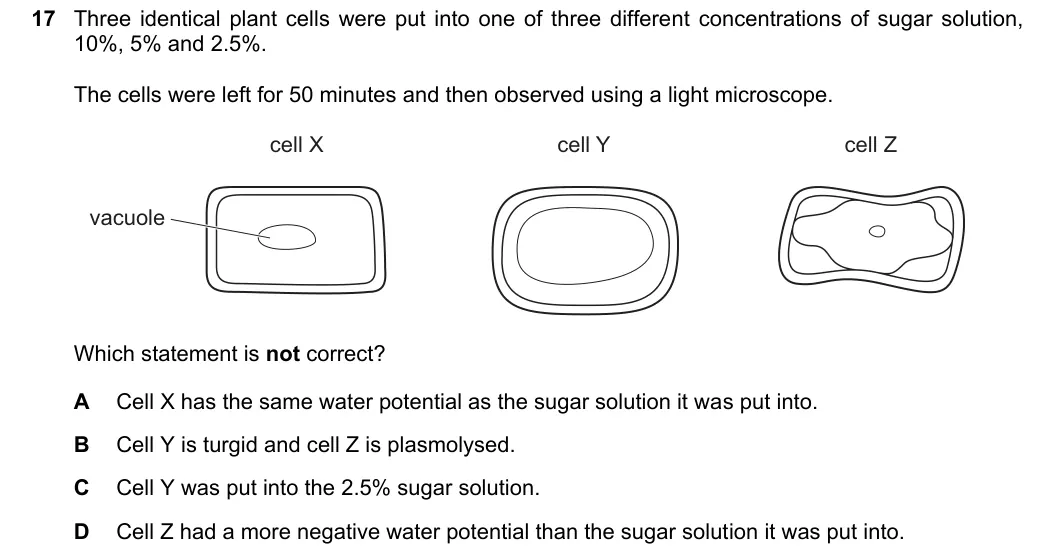 17 Three identical plant cells were put into one of three different concentrations of sugar solution,
10%, 5% and 2.5%.
The cells were left for 50 minutes and then observed using a light microscope.
cell X cell Y cell Z
vacuole
Which statement is not correct?
A Cell X has the same water potential as the sugar solution it was put into.
B Cell Y is turgid and cell Z is plasmolysed.
C Cell Y was put into the 2.5% sugar solution.
D Cell Z had a more negative water potential than the sugar solution it was put into.